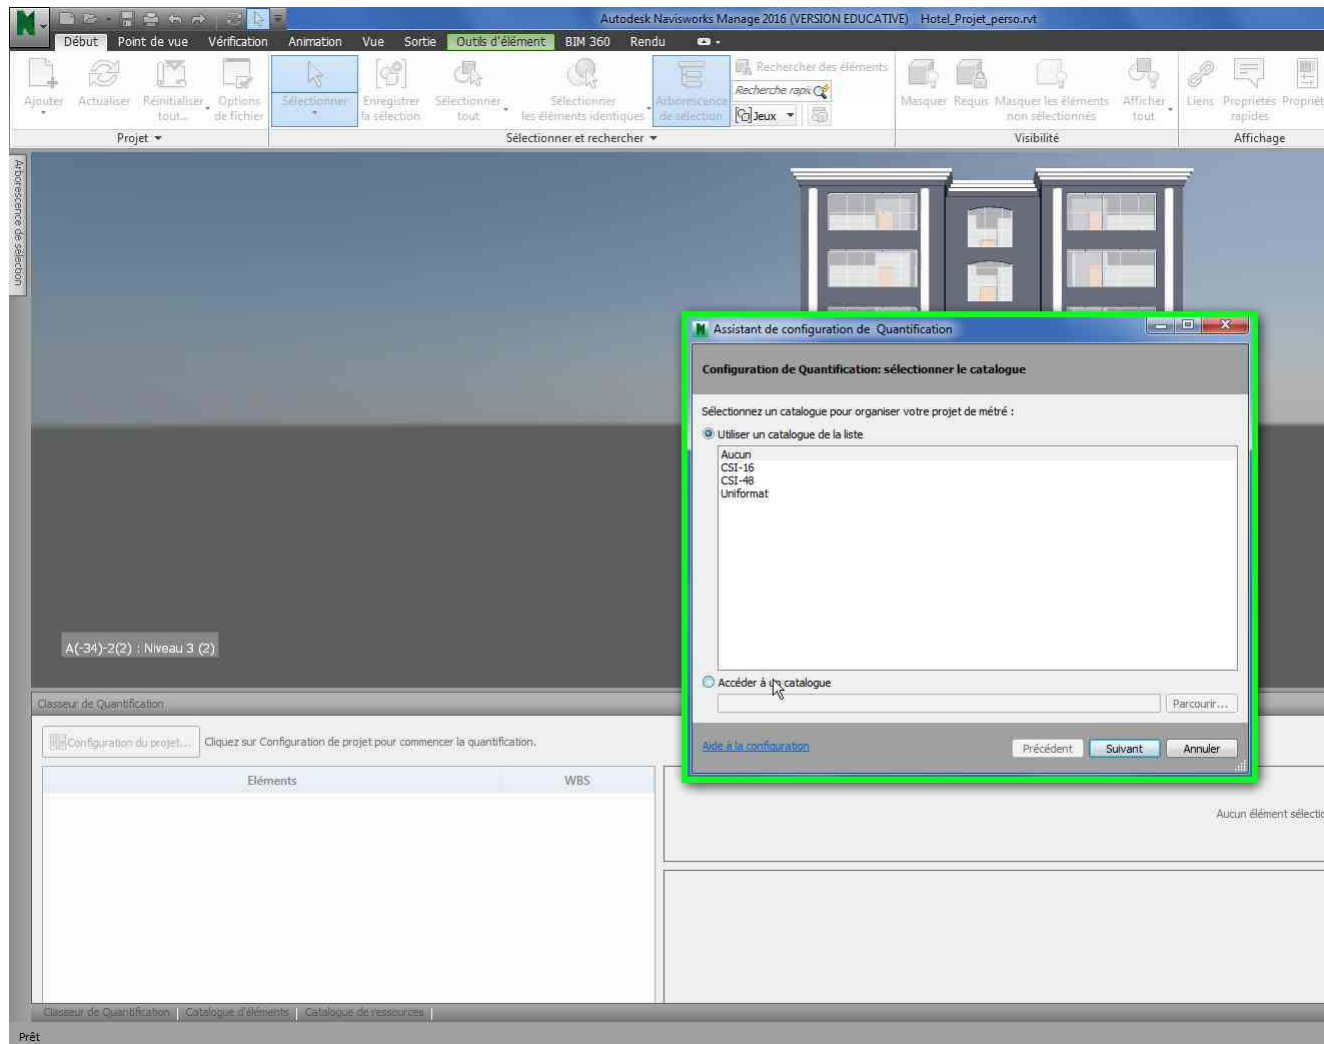 Autodesk Navisworks Manage 2016 (VERSION EDUCATIVE) Hotel_Projet_perso.rvt
Début Point de vue Vérification Animation Vue Sortie Outils d'élément BIM 360 Rendu
Ajouter Actualiser Réinitialiser tout... Options de fichier
Sélectionner Enregistrer la sélection Sélectionner tout Sélectionner les éléments identiques Arborescence de sélection
Rechercher des éléments
Jeux
Masquer Requis Masquer les éléments non sélectionnés Afficher tout
Liens Propriétés rapides
Projet Sélectionner et rechercher Visibilité Affichage
Arborescence de sélection
A(-34)-2(2) : Niveau 3 (2)
Assistant de configuration de Quantification
Configuration de Quantification: sélectionner le catalogue
Sélectionnez un catalogue pour organiser votre projet de métré :
Utiliser un catalogue de la liste
Aucun
CSI-16
CSI-48
Uniformat
Accéder à un catalogue
Parcourir...
Aide à la configuration
Précédent Suivant Annuler
Classeur de Quantification
Configuration du projet... Cliquez sur Configuration de projet pour commencer la quantification.
Eléments WBS
Aucun élément
Classeur de Quantification Catalogue d'éléments Catalogue de ressources
Prêt